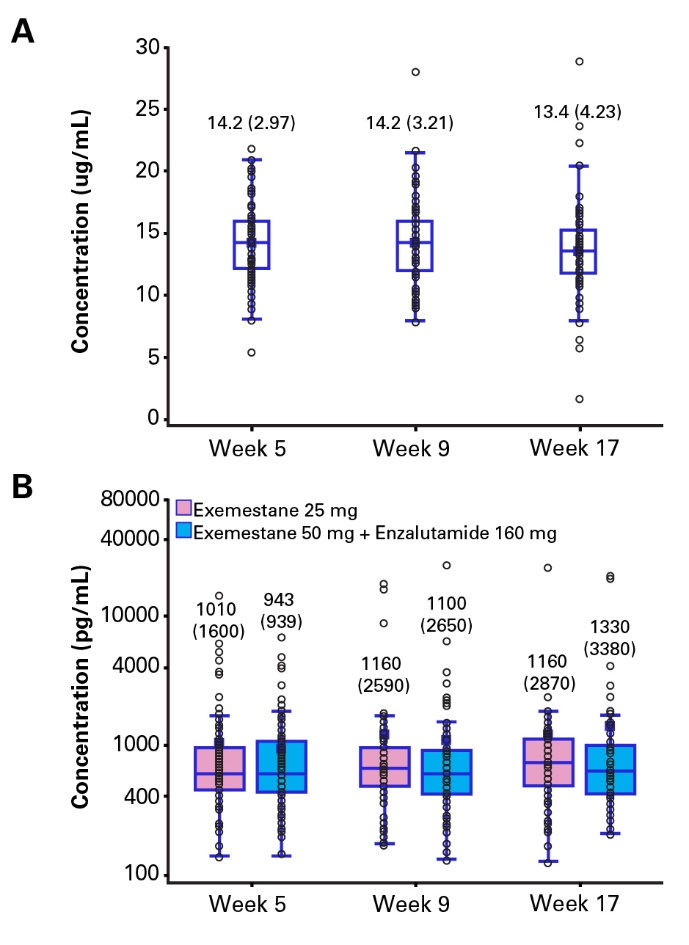 A
Concentration (ug/mL)
30
25
20
15
10
5
0
14.2 (2.97)
14.2 (3.21)
13.4 (4.23)
Week 5
Week 9
Week 17
B
Concentration (pg/mL)
80000
40000
10000
4000
1000
400
100
Exemestane 25 mg
Exemestane 50 mg + Enzalutamide 160 mg
1010
(1600)
943
(939)
1160
(2590)
1100
(2650)
1160
(2870)
1330
(3380)
Week 5
Week 9
Week 17